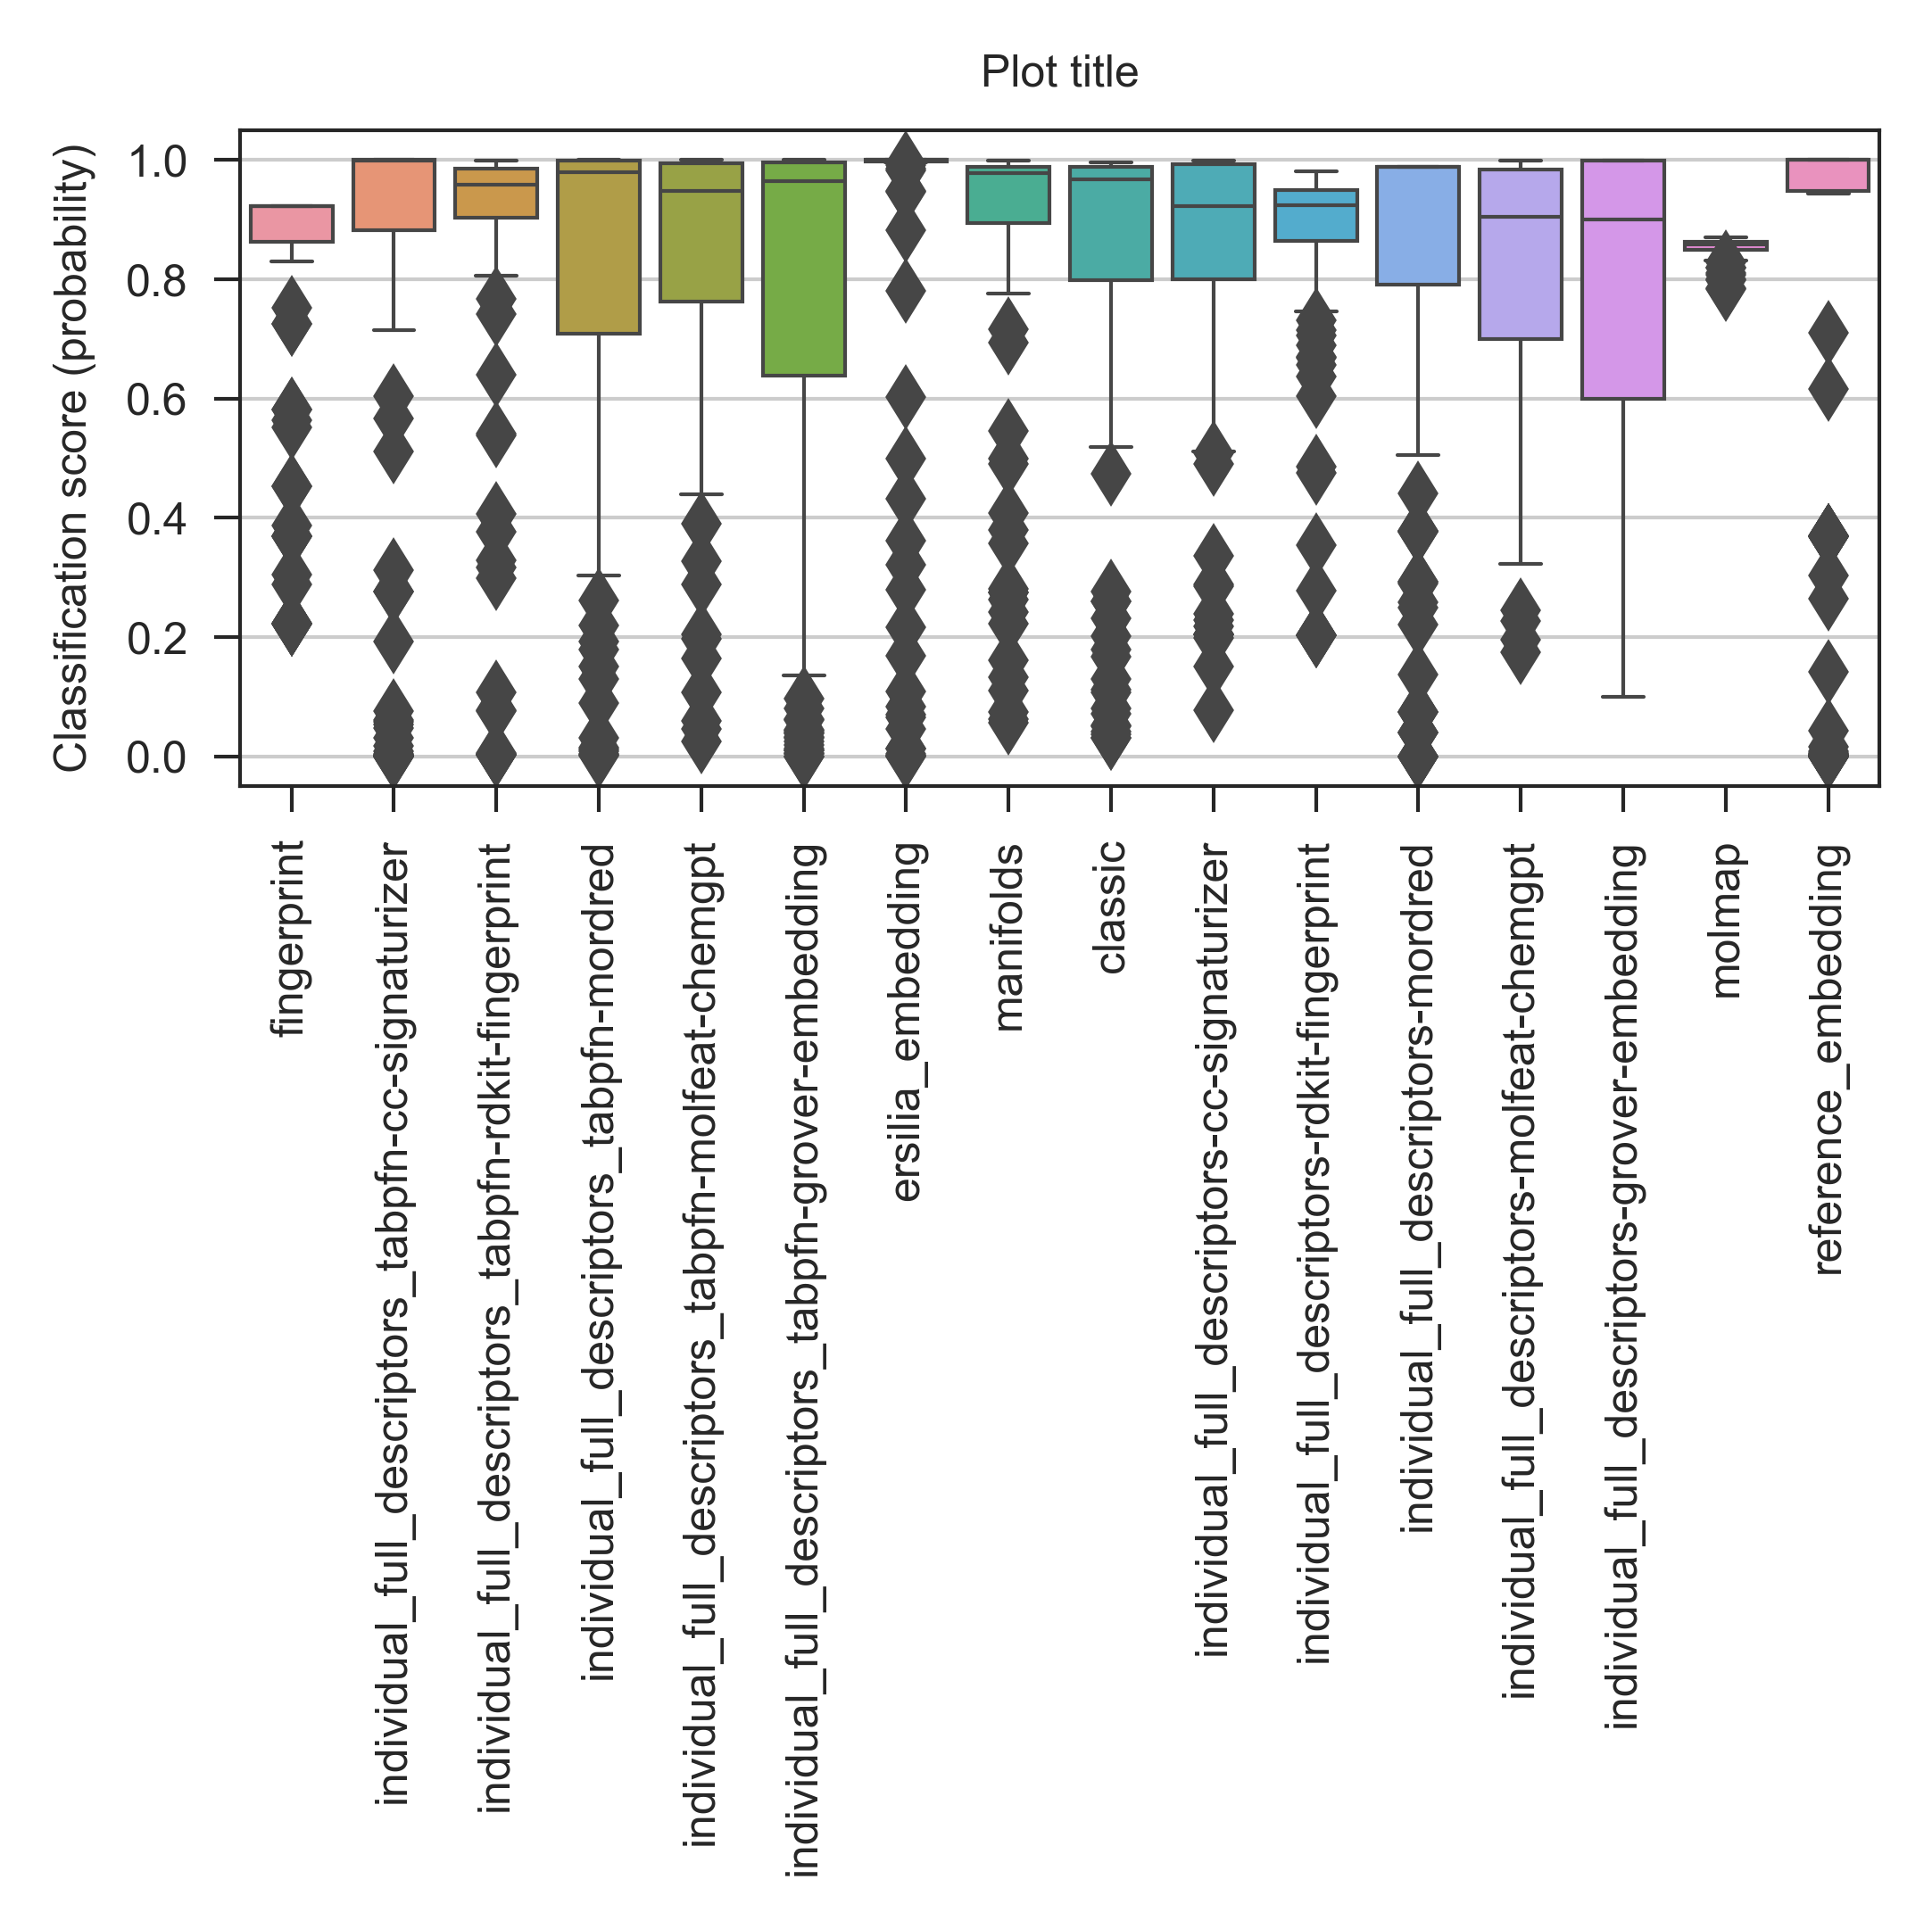 Plot title
Classification score (probability)
1.0
0.8
0.6
0.4
0.2
0.0
fingerprint
individual_full_descriptors_tabpfn-cc-signaturizer
individual_full_descriptors_tabpfn-rdkit-fingerprint
individual_full_descriptors_tabpfn-mordred
individual_full_descriptors_tabpfn-molfeat-chemgpt
individual_full_descriptors_tabpfn-grover-embedding
ersilia_embedding
manifolds
classic
individual_full_descriptors-cc-signaturizer
individual_full_descriptors-rdkit-fingerprint
individual_full_descriptors-mordred
individual_full_descriptors-molfeat-chemgpt
individual_full_descriptors-grover-embedding
molmap
reference_embedding